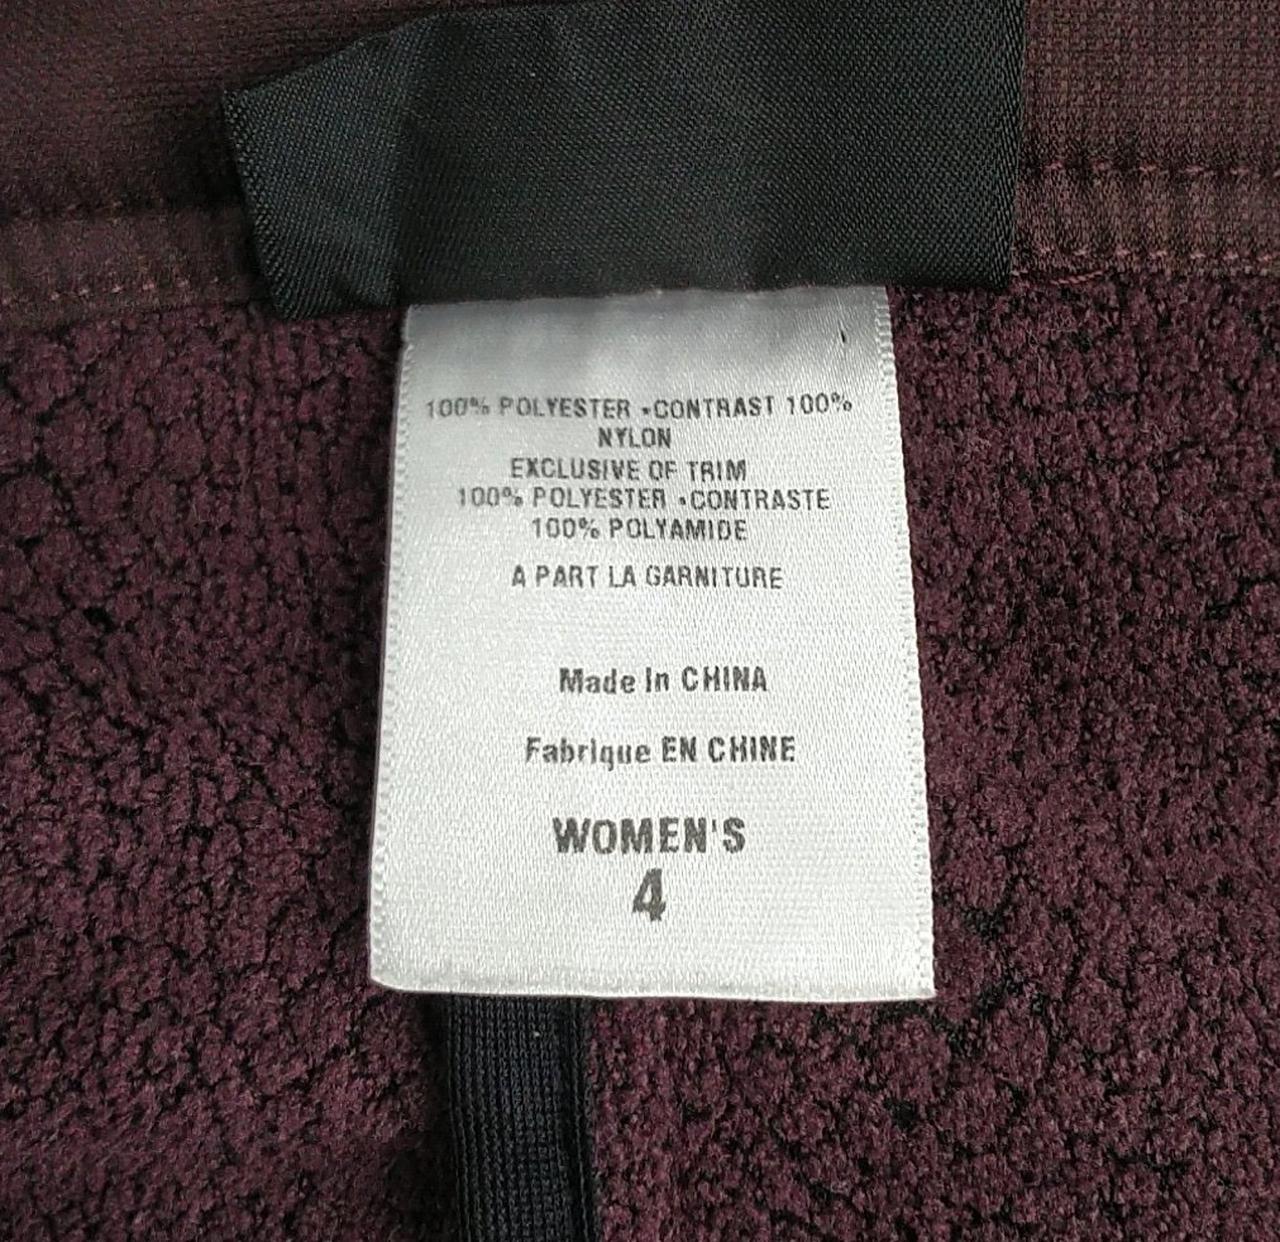 100% POLYESTER •CONTRAST 100%
NYLON
EXCLUSIVE OF TRIM
100% POLYESTER •CONTRASTE
100% POLYAMIDE
A PART LA GARNITURE
Made In CHINA
Fabrique EN CHINE
WOMEN'S
4